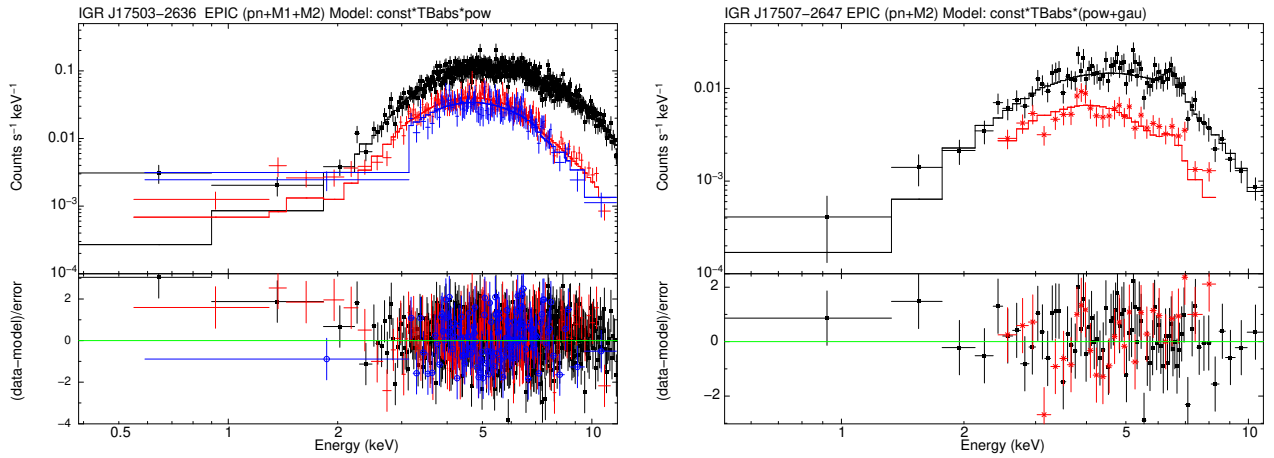 IGR J17503−2636 EPIC (pn+M1+M2) Model: const*TBabs*pow
Counts s⁻¹ keV⁻¹
0.1
0.01
10⁻³
10⁻⁴
(data−model)/error
2
0
−2
−4
0.5 1 2 5 10
Energy (keV)
IGR J17507−2647 EPIC (pn+M2) Model: const*TBabs*(pow+gau)
Counts s⁻¹ keV⁻¹
0.01
10⁻³
10⁻⁴
(data−model)/error
2
0
−2
1 2 5 10
Energy (keV)